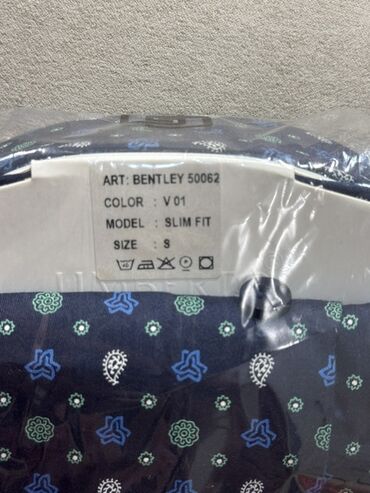 ART: BENTLEY 50062
COLOR : V 01
MODEL : SLIM FIT
SIZE : S